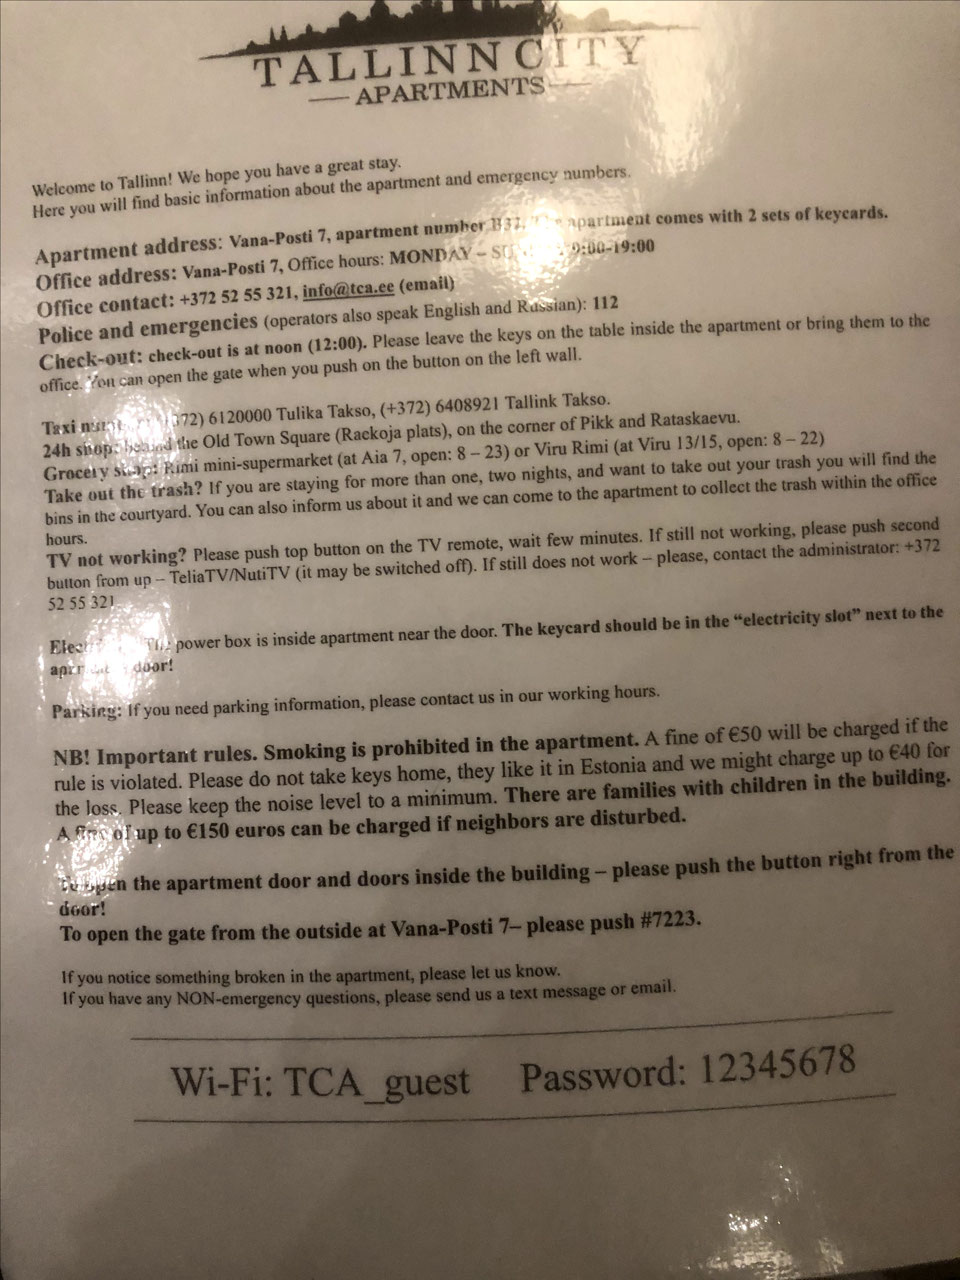 TALLINN CITY
APARTMENTS
Welcome to Tallinn! We hope you have a great stay.
Here you will find basic information about the apartment and emergency numbers.
Apartment address: Vana-Posti 7, apartment number apartment comes with 2 sets of keycards.
Office address: Vana-Posti 7, Office hours: MONDAY – 9:00-19:00
Office contact: +372 52 55 321, info@tca.ee (email)
Police and emergencies (operators also speak English and Russian): 112
Check-out: check-out is at noon (12:00). Please leave the keys on the table inside the apartment or bring them to the
office. You can open the gate when you push on the button on the left wall.
Taxi 372) 6120000 Tulika Takso, (+372) 6408921 Tallink Takso.
24h shop: behind the Old Town Square (Raekoja plats), on the corner of Pikk and Rataskaevu.
Grocery shop: Rimi mini-supermarket (at Aia 7, open: 8 – 23) or Viru Rimi (at Viru 13/15, open: 8 – 22)
Take out the trash? If you are staying for more than one, two nights, and want to take out your trash you will find the
bins in the courtyard. You can also inform us about it and we can come to the apartment to collect the trash within the office
hours.
TV not working? Please push top button on the TV remote, wait few minutes. If still not working, please push second
button from up – TeliaTV/NutiTV (it may be switched off). If still does not work – please, contact the administrator: +372
52 55 321
power box is inside apartment near the door. The keycard should be in the “electricity slot” next to the
door!
Parking: If you need parking information, please contact us in our working hours.
NB! Important rules. Smoking is prohibited in the apartment. A fine of €50 will be charged if the
rule is violated. Please do not take keys home, they like it in Estonia and we might charge up to €40 for
the loss. Please keep the noise level to a minimum. There are families with children in the building.
A fine of up to €150 euros can be charged if neighbors are disturbed.
To open the apartment door and doors inside the building – please push the button right from the
door!
To open the gate from the outside at Vana-Posti 7– please push #7223.
If you notice something broken in the apartment, please let us know.
If you have any NON-emergency questions, please send us a text message or email.
Wi-Fi: TCA_guest Password: 12345678